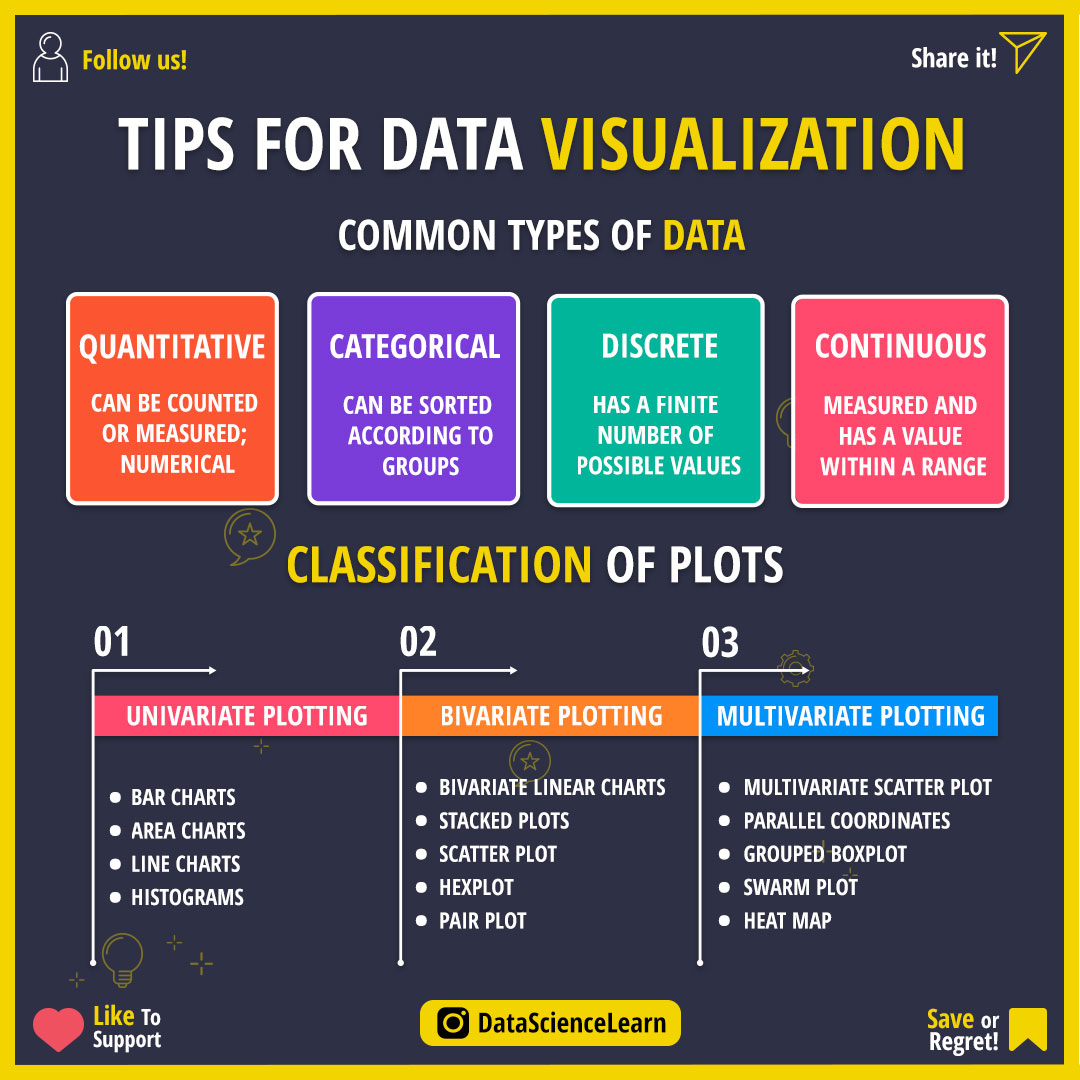 Follow us!
Share it!
TIPS FOR DATA VISUALIZATION
COMMON TYPES OF DATA
QUANTITATIVE
CAN BE COUNTED
OR MEASURED;
NUMERICAL
CATEGORICAL
CAN BE SORTED
ACCORDING TO
GROUPS
DISCRETE
HAS A FINITE
NUMBER OF
POSSIBLE VALUES
CONTINUOUS
MEASURED AND
HAS A VALUE
WITHIN A RANGE
CLASSIFICATION OF PLOTS
01
UNIVARIATE PLOTTING
• BAR CHARTS
• AREA CHARTS
• LINE CHARTS
• HISTOGRAMS
02
BIVARIATE PLOTTING
• BIVARIATE LINEAR CHARTS
• STACKED PLOTS
• SCATTER PLOT
• HEXPLOT
• PAIR PLOT
03
MULTIVARIATE PLOTTING
• MULTIVARIATE SCATTER PLOT
• PARALLEL COORDINATES
• GROUPED BOXPLOT
• SWARM PLOT
• HEAT MAP
Like To
Support
DataScienceLearn
Save or
Regret!